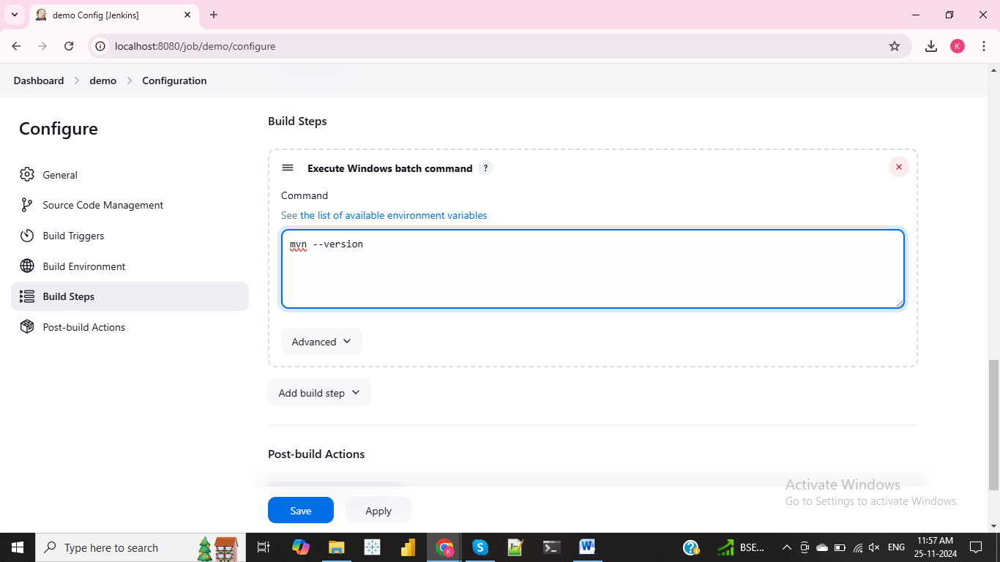 demo Config [Jenkins]
localhost:8080/job/demo/configure
K
Dashboard > demo > Configuration
Configure
General
Source Code Management
Build Triggers
Build Environment
Build Steps
Post-build Actions
Build Steps
Execute Windows batch command ?
Command
See the list of available environment variables
mvn --version
Advanced
Add build step
Post-build Actions
Save
Apply
Activate Windows
Go to Settings to activate Windows.
Type here to search
BSE...
ENG
11:57 AM
25-11-2024